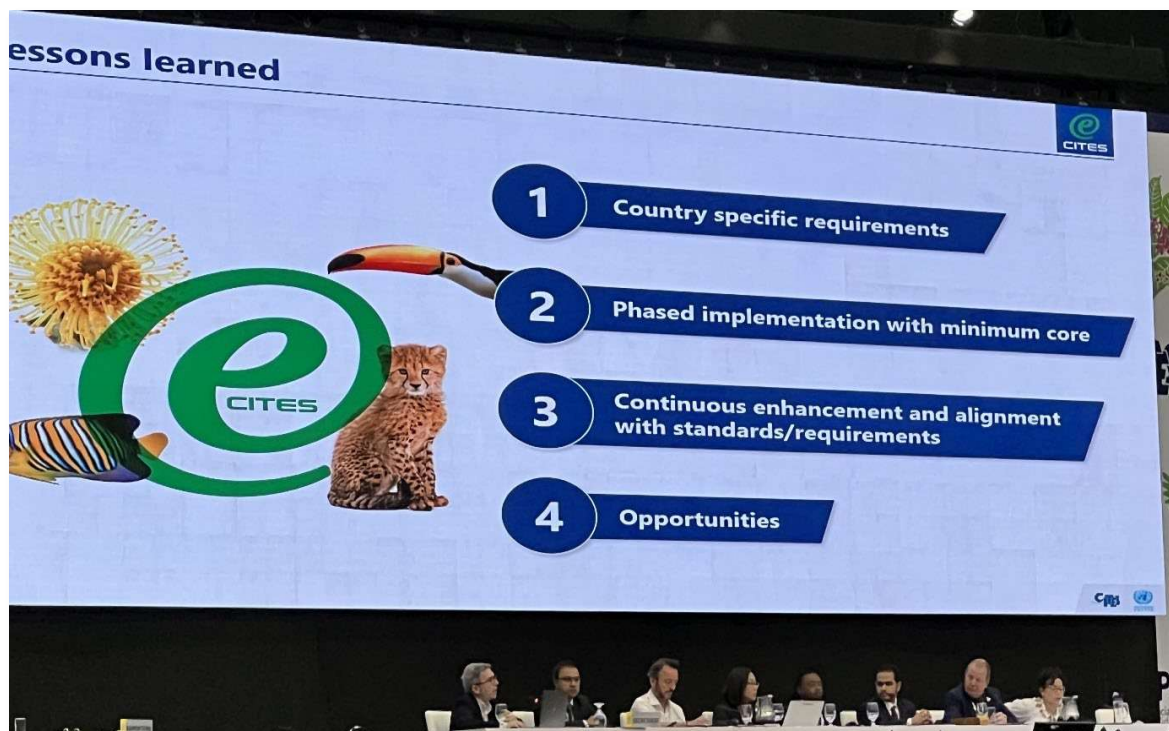 essons learned
e
CITES
1
Country specific requirements
2
Phased implementation with minimum core
e
CITES
3
Continuous enhancement and alignment
with standards/requirements
4
Opportunities